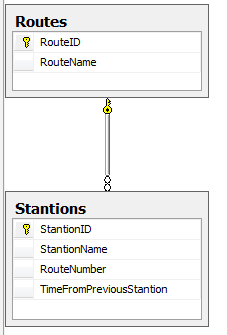 Routes
RouteID
RouteName
Stantions
StantionID
StantionName
RouteNumber
TimeFromPreviousStantion